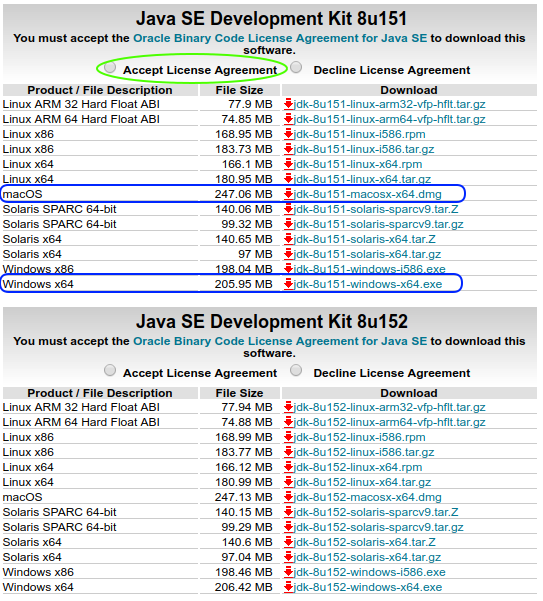 Java SE Development Kit 8u151
You must accept the Oracle Binary Code License Agreement for Java SE to download this
software.
Accept License Agreement Decline License Agreement
Product / File Description File Size Download
Linux ARM 32 Hard Float ABI 77.9 MB jdk-8u151-linux-arm32-vfp-hflt.tar.gz
Linux ARM 64 Hard Float ABI 74.85 MB jdk-8u151-linux-arm64-vfp-hflt.tar.gz
Linux x86 168.95 MB jdk-8u151-linux-i586.rpm
Linux x86 183.73 MB jdk-8u151-linux-i586.tar.gz
Linux x64 166.1 MB jdk-8u151-linux-x64.rpm
Linux x64 180.95 MB jdk-8u151-linux-x64.tar.gz
macOS 247.06 MB jdk-8u151-macosx-x64.dmg
Solaris SPARC 64-bit 140.06 MB jdk-8u151-solaris-sparcv9.tar.Z
Solaris SPARC 64-bit 99.32 MB jdk-8u151-solaris-sparcv9.tar.gz
Solaris x64 140.65 MB jdk-8u151-solaris-x64.tar.Z
Solaris x64 97 MB jdk-8u151-solaris-x64.tar.gz
Windows x86 198.04 MB jdk-8u151-windows-i586.exe
Windows x64 205.95 MB jdk-8u151-windows-x64.exe
Java SE Development Kit 8u152
You must accept the Oracle Binary Code License Agreement for Java SE to download this
software.
Accept License Agreement Decline License Agreement
Product / File Description File Size Download
Linux ARM 32 Hard Float ABI 77.94 MB jdk-8u152-linux-arm32-vfp-hflt.tar.gz
Linux ARM 64 Hard Float ABI 74.88 MB jdk-8u152-linux-arm64-vfp-hflt.tar.gz
Linux x86 168.99 MB jdk-8u152-linux-i586.rpm
Linux x86 183.77 MB jdk-8u152-linux-i586.tar.gz
Linux x64 166.12 MB jdk-8u152-linux-x64.rpm
Linux x64 180.99 MB jdk-8u152-linux-x64.tar.gz
macOS 247.13 MB jdk-8u152-macosx-x64.dmg
Solaris SPARC 64-bit 140.15 MB jdk-8u152-solaris-sparcv9.tar.Z
Solaris SPARC 64-bit 99.29 MB jdk-8u152-solaris-sparcv9.tar.gz
Solaris x64 140.6 MB jdk-8u152-solaris-x64.tar.Z
Solaris x64 97.04 MB jdk-8u152-solaris-x64.tar.gz
Windows x86 198.46 MB jdk-8u152-windows-i586.exe
Windows x64 206.42 MB jdk-8u152-windows-x64.exe